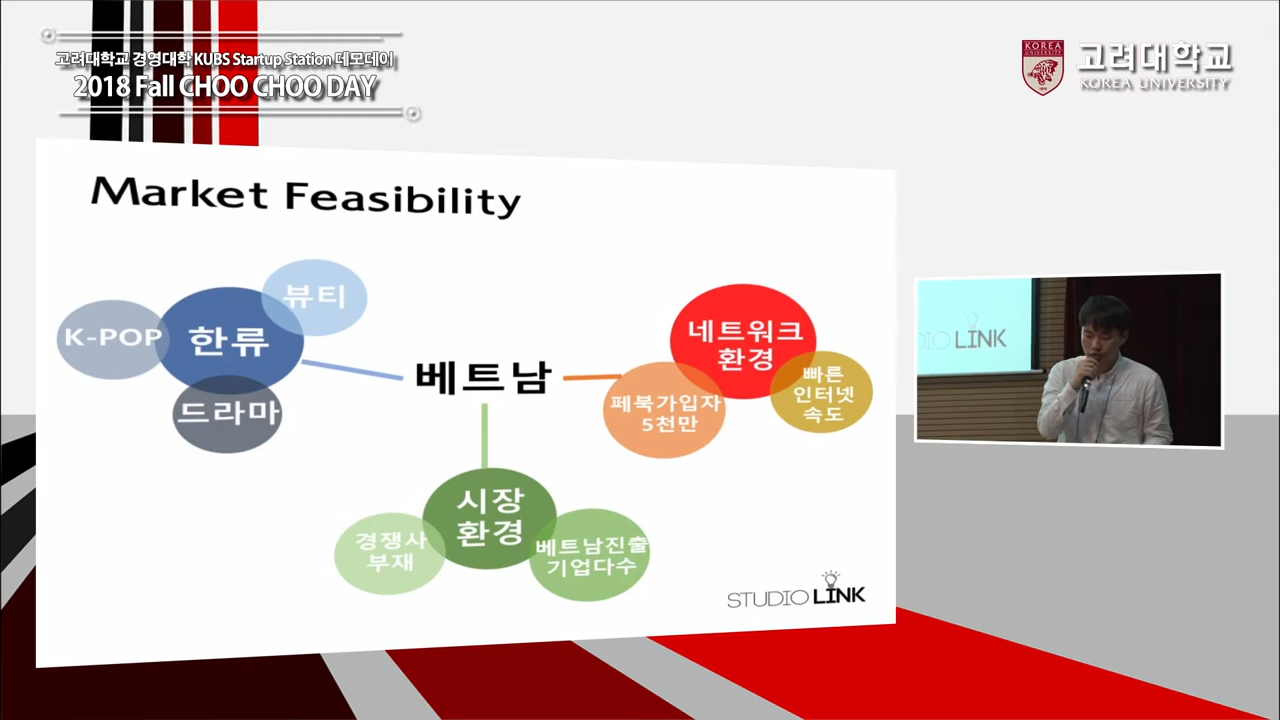 고려대학교 경영대학 KUBS Startup Station 데모데이
2018 Fall CHOO CHOO DAY
KOREA
UNIVERSITY
고려대학교
KOREA UNIVERSITY
Market Feasibility
뷰티
K-POP
한류
드라마
베트남
네트워크
환경
페북가입자
5천만
빠른
인터넷
속도
시장
환경
경쟁사
부재
베트남진출
기업다수
STUDIO LINK
DIO LINK